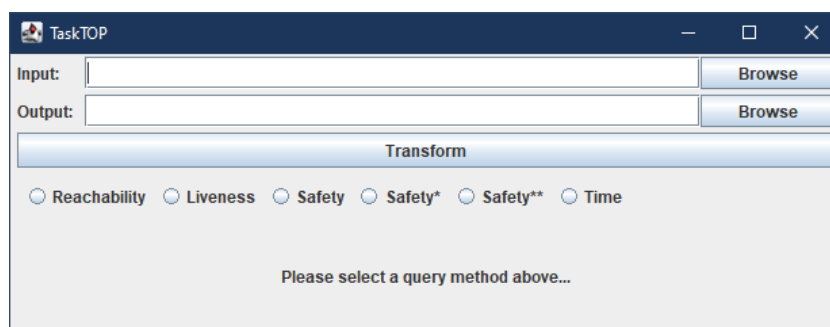 TaskTOP
Input: Browse
Output: Browse
Transform
Reachability Liveness Safety Safety* Safety** Time
Please select a query method above...